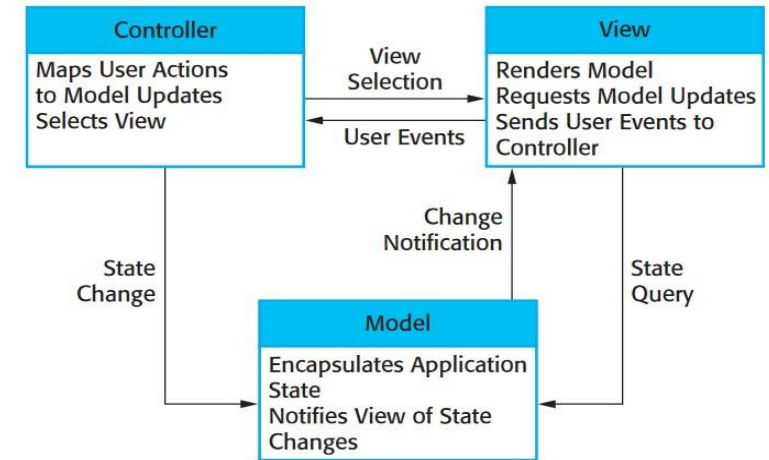 Controller
Maps User Actions
to Model Updates
Selects View
View
Selection
User Events
View
Renders Model
Requests Model Updates
Sends User Events to
Controller
State
Change
Change
Notification
State
Query
Model
Encapsulates Application
State
Notifies View of State
Changes